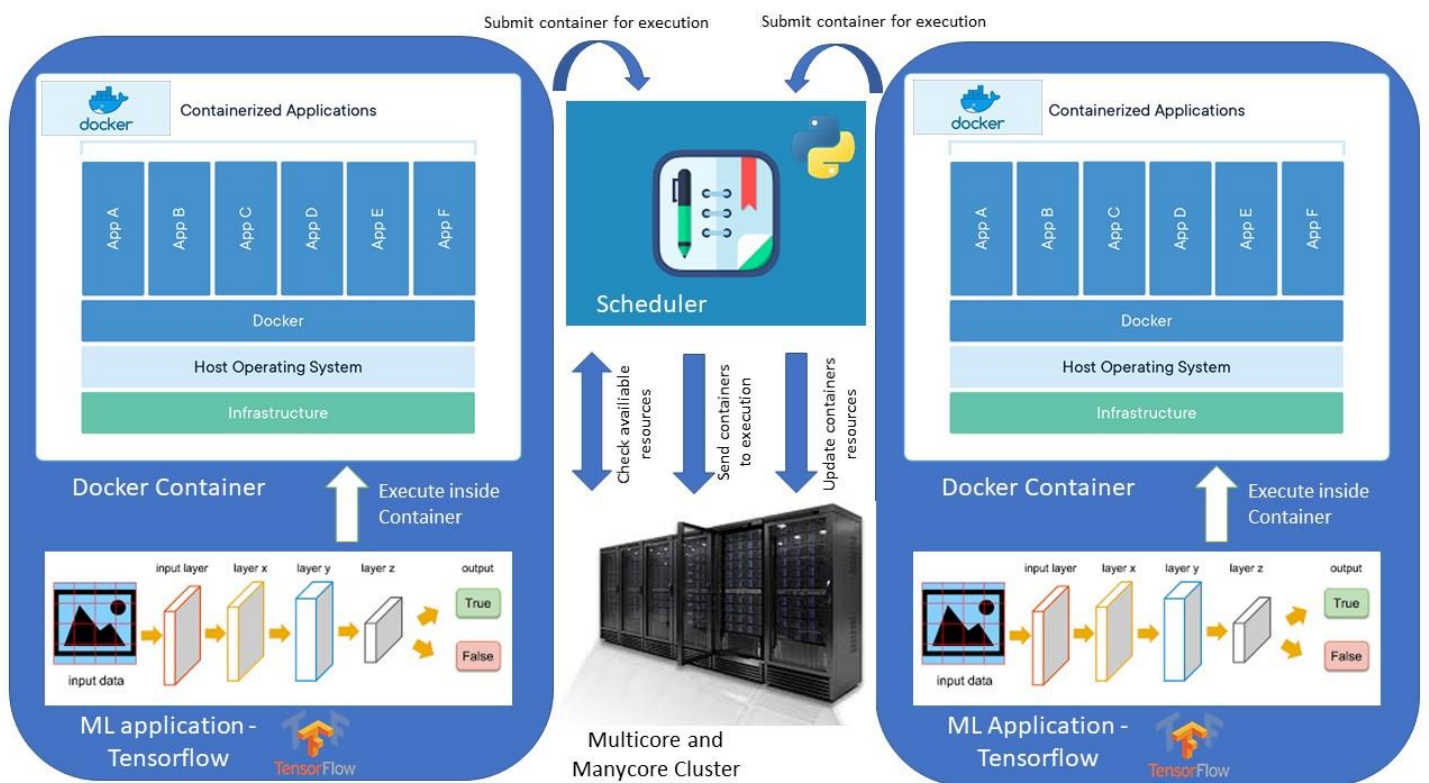 Submit container for execution
Submit container for execution
docker
Containerized Applications
App A
App B
App C
App D
App E
App F
Docker
Host Operating System
Infrastructure
Docker Container
Execute inside
Container
input layer
layer x
layer y
layer z
output
True
False
input data
ML application -
Tensorflow
TensorFlow
Scheduler
Check availiable
resources
Send containers
to execution
Update containers
resources
Multicore and
Manycore Cluster
docker
Containerized Applications
App A
App B
App C
App D
App E
App F
Docker
Host Operating System
Infrastructure
Docker Container
Execute inside
Container
input layer
layer x
layer y
layer z
output
True
False
input data
ML Application -
Tensorflow
TensorFlow